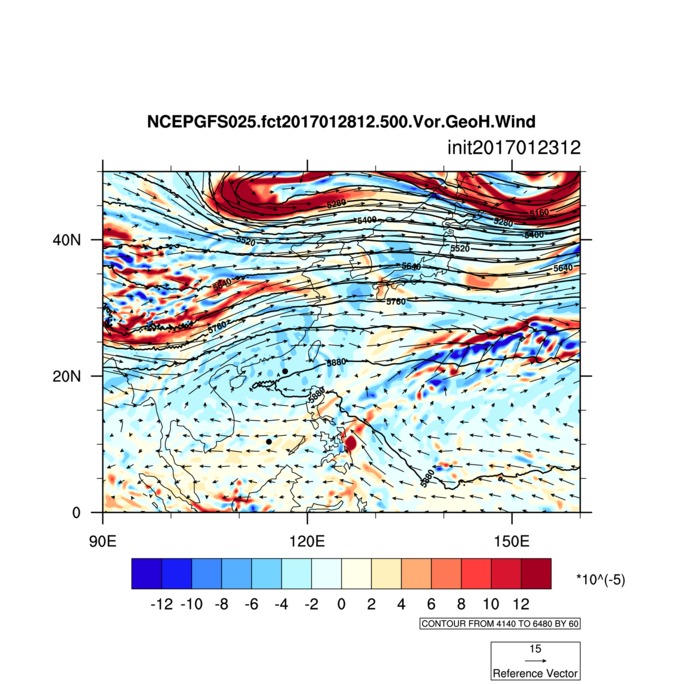 NCEPGFS025.fct2017012812.500.Vor.GeoH.Wind
init2017012312
5280
5160
5400
5280
5400
5520
5520
40N
5640
5640
5640
5760
5760
5880
20N
5880
5880
0
90E 120E 150E
-12 -10 -8 -6 -4 -2 0 2 4 6 8 10 12
*10^(-5)
CONTOUR FROM 4140 TO 6480 BY 60
15
Reference Vector